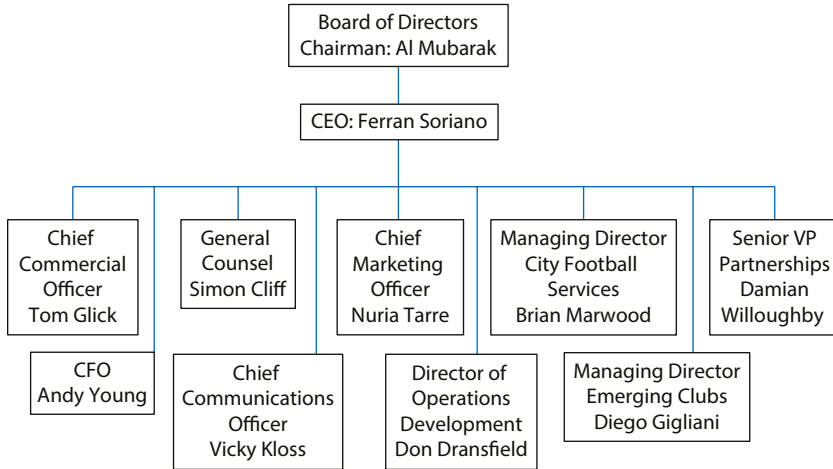 Board of Directors
Chairman: Al Mubarak
CEO: Ferran Soriano
Chief
Commercial
Officer
Tom Glick
General
Counsel
Simon Cliff
Chief
Marketing
Officer
Nuria Tarre
Managing Director
City Football
Services
Brian Marwood
Senior VP
Partnerships
Damian
Willoughby
CFO
Andy Young
Chief
Communications
Officer
Vicky Kloss
Director of
Operations
Development
Don Dransfield
Managing Director
Emerging Clubs
Diego Gigliani